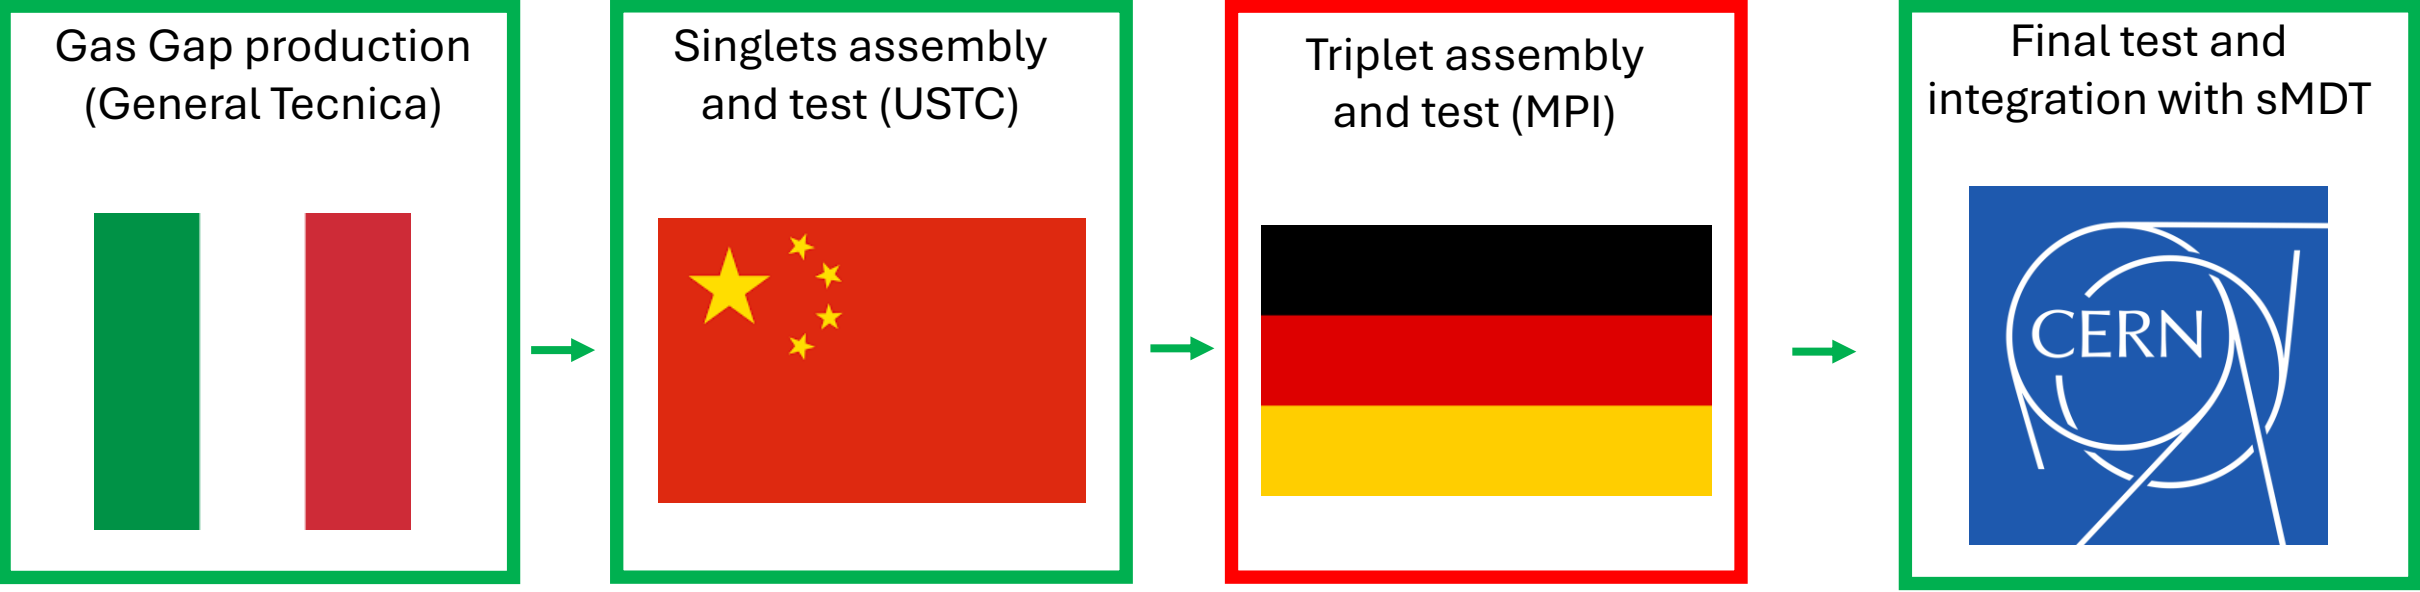 Gas Gap production
(General Tecnica)
Singlets assembly
and test (USTC)
Triplet assembly
and test (MPI)
Final test and
integration with sMDT
CERN